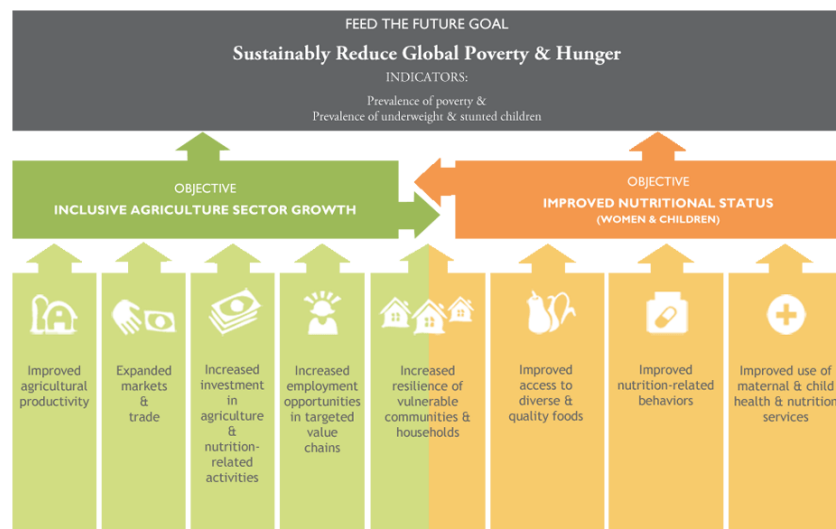 FEED THE FUTURE GOAL
Sustainably Reduce Global Poverty & Hunger
INDICATORS:
Prevalence of poverty &
Prevalence of underweight & stunted children
OBJECTIVE
INCLUSIVE AGRICULTURE SECTOR GROWTH
OBJECTIVE
IMPROVED NUTRITIONAL STATUS
(WOMEN & CHILDREN)
Improved
agricultural
productivity
Expanded
markets
&
trade
Increased
investment
in
agriculture
&
nutrition-
related
activities
Increased
employment
opportunities
in targeted
value
chains
Increased
resilience of
vulnerable
communities &
households
Improved
access to
diverse &
quality foods
Improved
nutrition-related
behaviors
Improved use of
maternal & child
health & nutrition
services